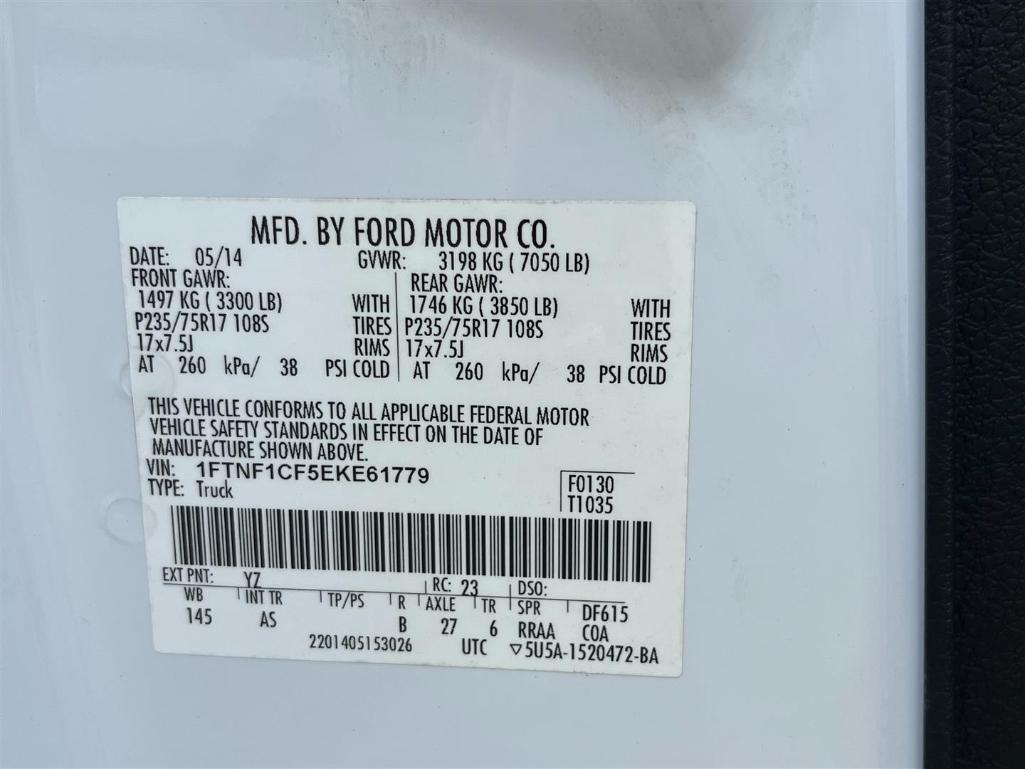 MFD. BY FORD MOTOR CO.
DATE: 05/14 GVWR: 3198 KG ( 7050 LB)
FRONT GAWR: REAR GAWR:
1497 KG ( 3300 LB) WITH 1746 KG ( 3850 LB) WITH
P235/75R17 108S TIRES P235/75R17 108S TIRES
17x7.5J RIMS 17x7.5J RIMS
AT 260 kPa/ 38 PSI COLD AT 260 kPa/ 38 PSI COLD
THIS VEHICLE CONFORMS TO ALL APPLICABLE FEDERAL MOTOR
VEHICLE SAFETY STANDARDS IN EFFECT ON THE DATE OF
MANUFACTURE SHOWN ABOVE.
VIN: 1FTNF1CF5EKE61779
TYPE: Truck
F0130
T1035
EXT PNT: YZ RC: 23 DSO:
WB INT TR TP/PS R AXLE TR SPR DF615
145 AS B 27 6 RRAA COA
2201405153026 UTC ▽5U5A-1520472-BA